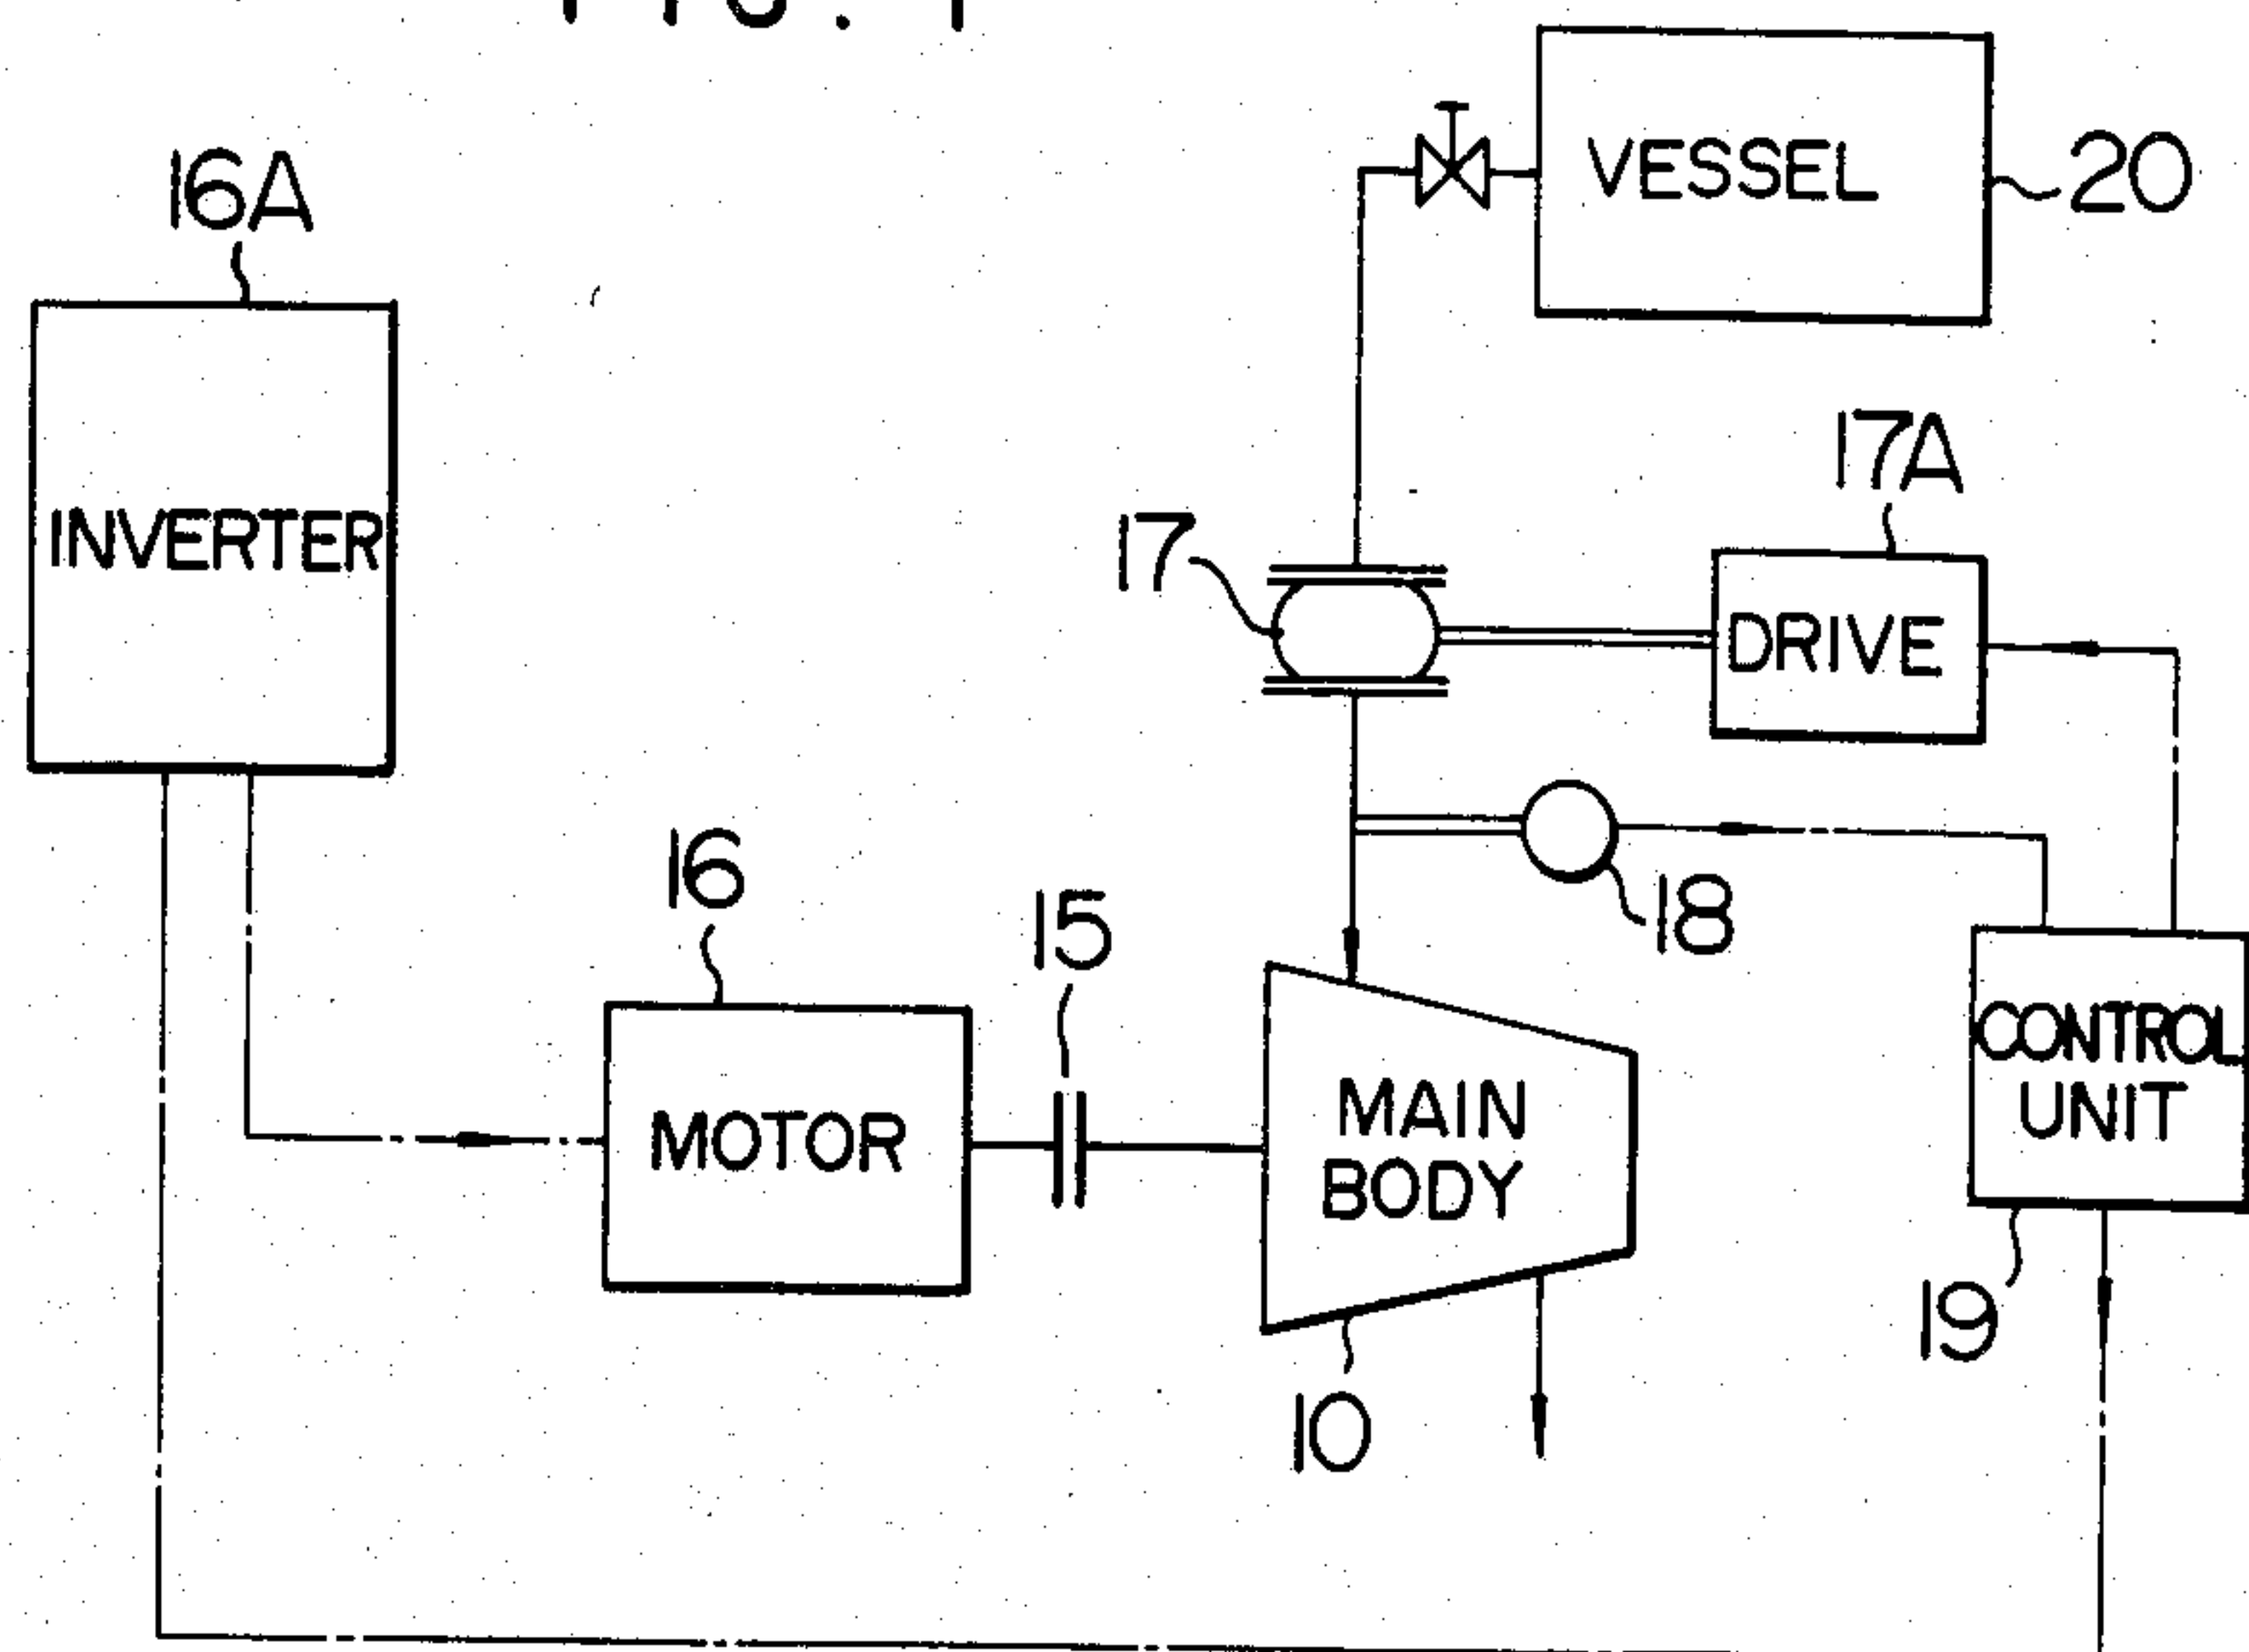 VESSEL
20
16A
17A
INVERTER
17
DRIVE
16
15
18
CONTROL
UNIT
MOTOR
MAIN
BODY
19
10